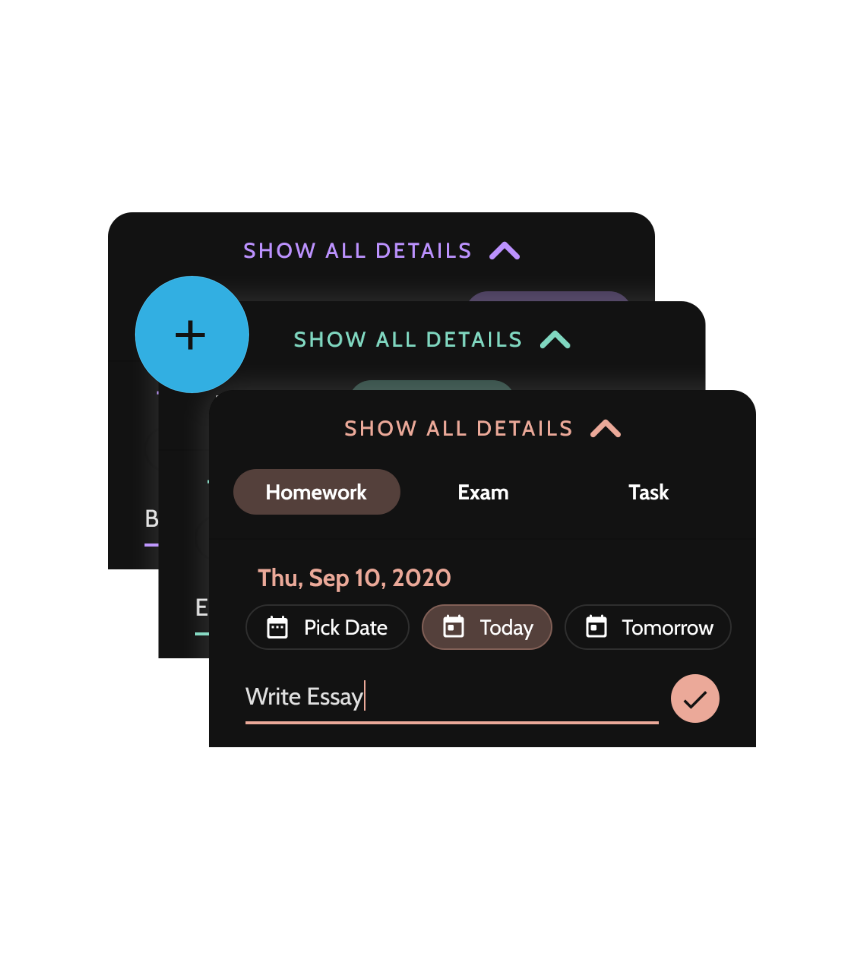 SHOW ALL DETAILS
SHOW ALL DETAILS
SHOW ALL DETAILS
Homework Exam Task
Thu, Sep 10, 2020
Pick Date Today Tomorrow
Write Essay
B
E